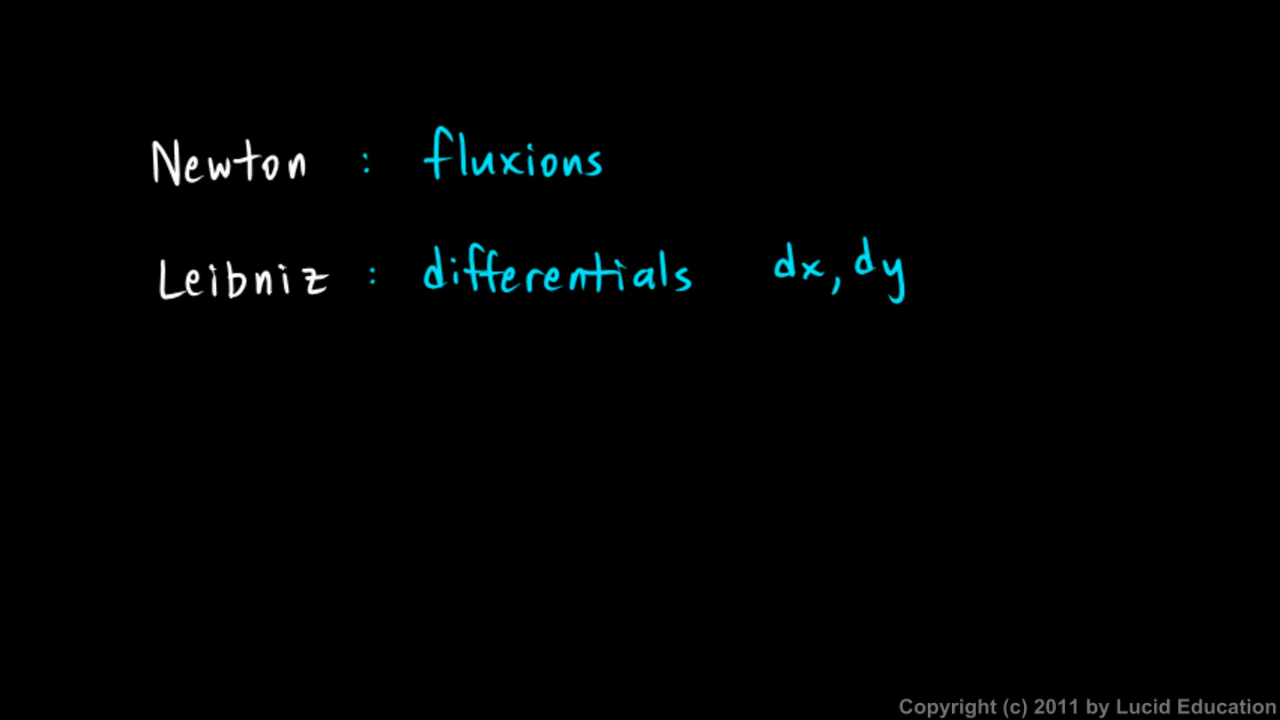 Newton : fluxions
Leibniz : differentials dx, dy
Copyright (c) 2011 by Lucid Education